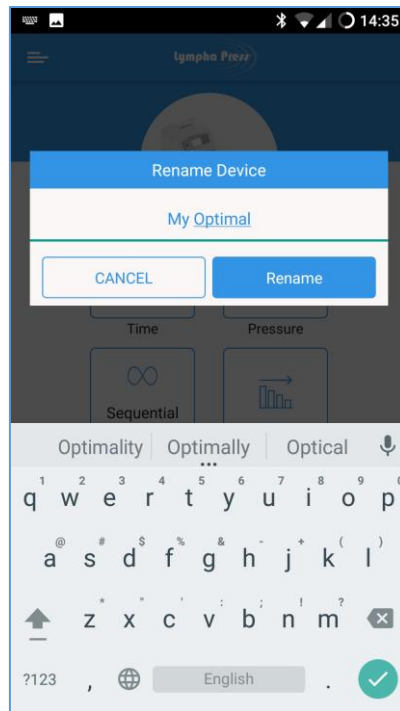 14:35
Lympha Press
Rename Device
My Optimal
CANCEL Rename
Time Pressure
Sequential
Optimality Optimally Optical
1 2 3 4 5 6 7 8 9 0
q w e r t y u i o p
@ # $ % & - + ( )
a s d f g h j k l
* " ' : ; ! ?
z x c v b n m
?123 , English .